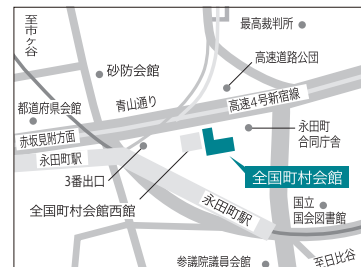 至市ヶ谷
最高裁判所
高速道路公団
砂防会館
青山通り
高速4号新宿線
都道府県会館
赤坂見附方面
永田町
合同庁舎
永田町駅
3番出口
全国町村会館
全国町村会館西館
永田町駅
国立
国会図書館
参議院議員会館
至日比谷